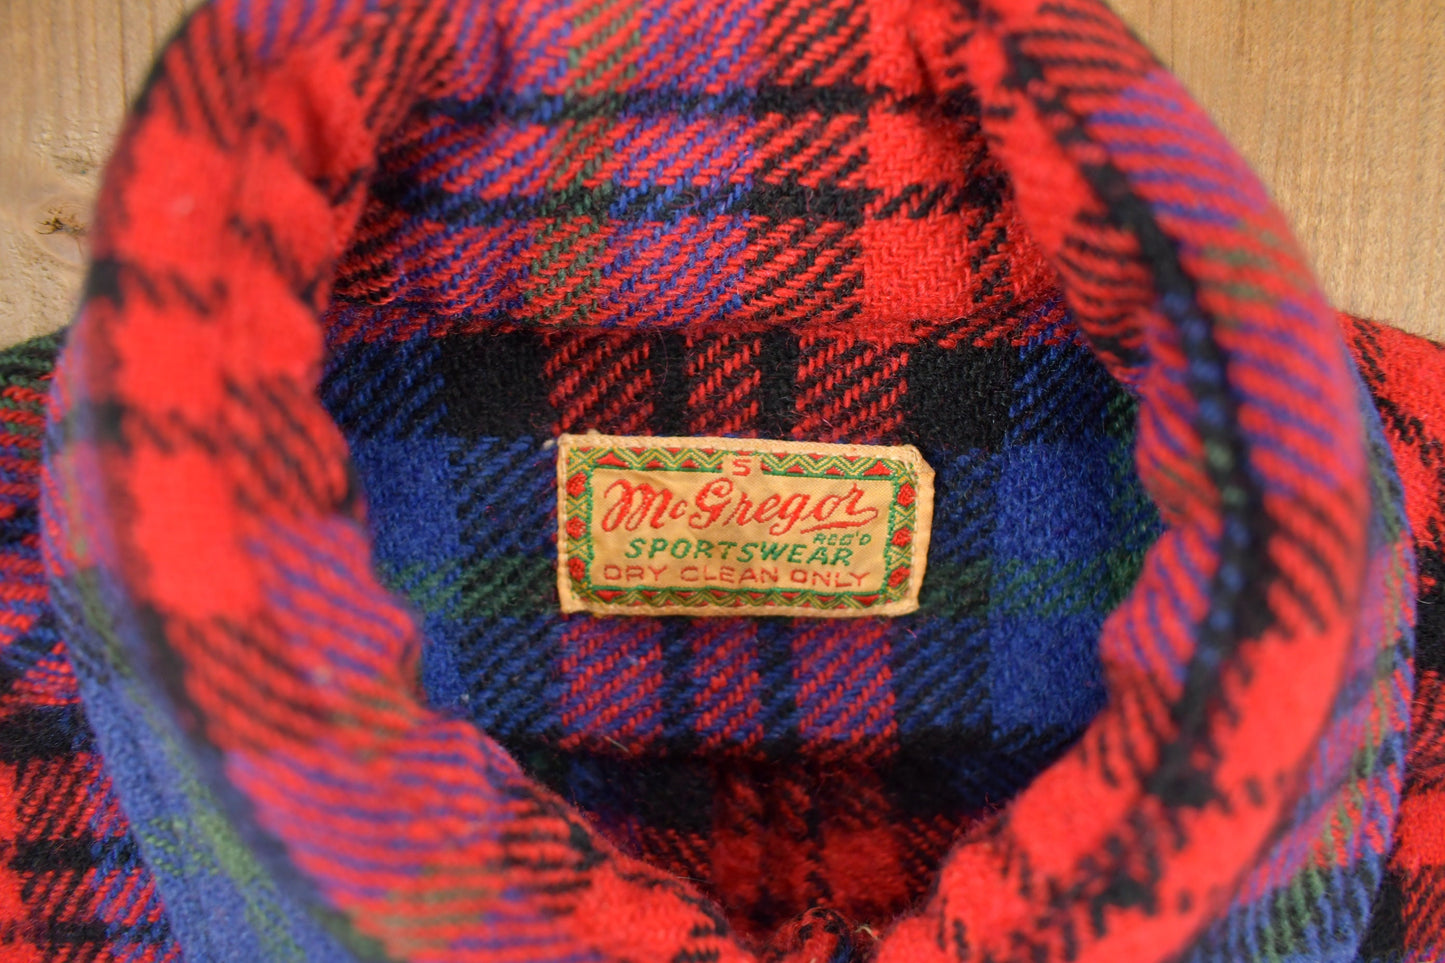 S
McGregor
REG'D
SPORTSWEAR
DRY CLEAN ONLY